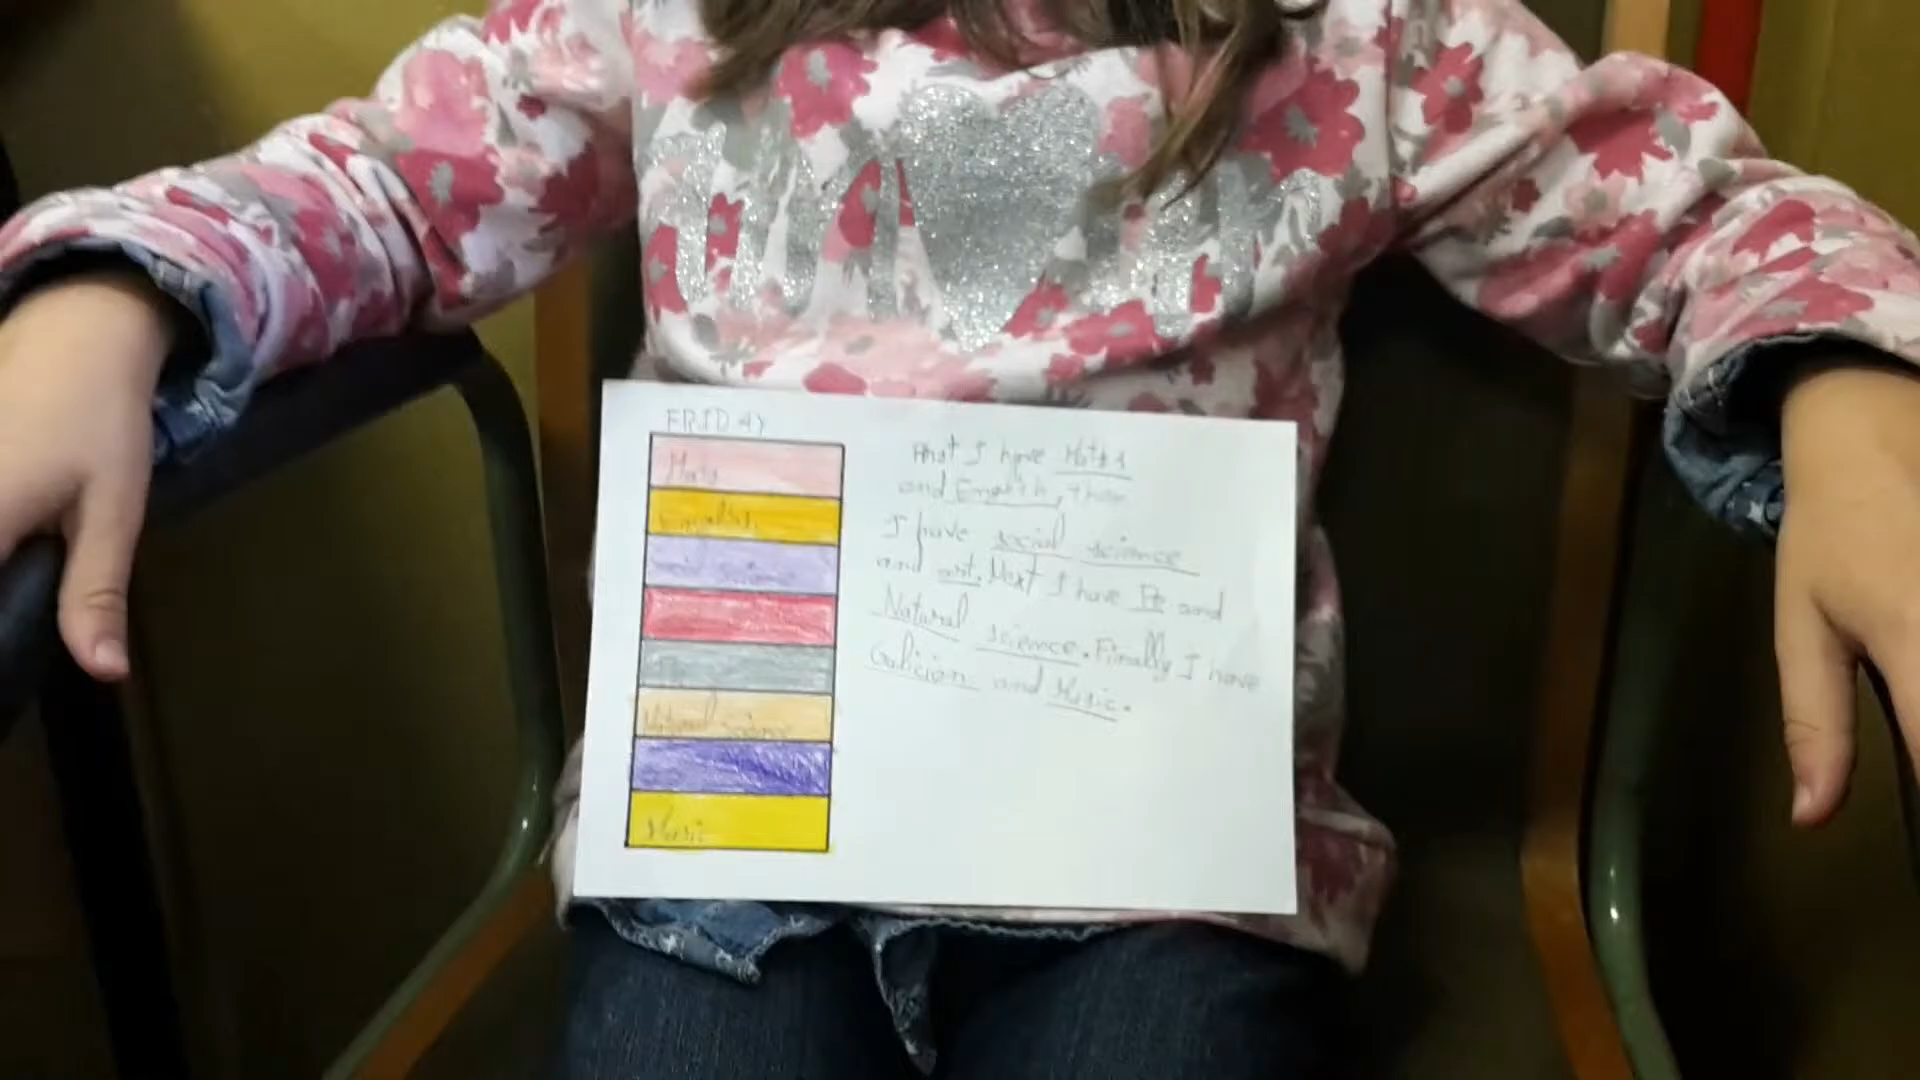 FRIDAY
Maths
English
social science
Natural science
Music
First I have Maths
and English, then
I have social science
and art. Next I have Pe and
Natural science. Finally I have
Galician and Music.